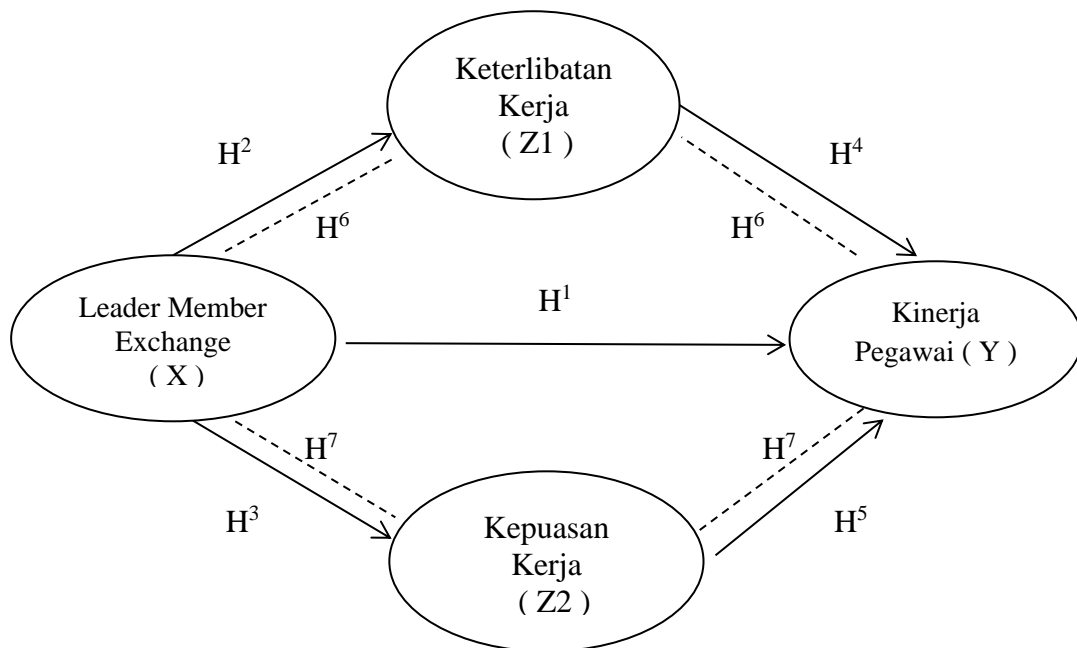 Keterlibatan
Kerja
( Z1 )
H²
H⁴
H⁶
H⁶
Leader Member
Exchange
( X )
H¹
Kinerja
Pegawai ( Y )
H⁷
H⁷
H³
H⁵
Kepuasan
Kerja
( Z2 )